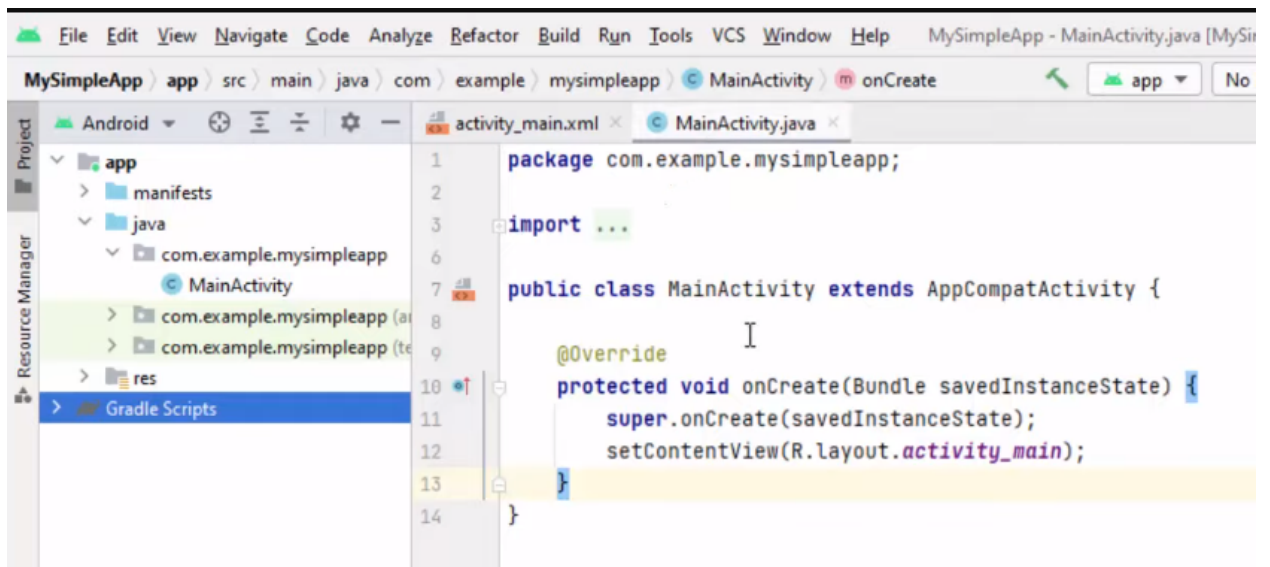 File Edit View Navigate Code Analyze Refactor Build Run Tools VCS Window Help MySimpleApp - MainActivity.java [MySi
MySimpleApp app src main java com example mysimpleapp C MainActivity m onCreate app No
Project
Resource Manager
Android
app
manifests
java
com.example.mysimpleapp
C MainActivity
com.example.mysimpleapp (a
com.example.mysimpleapp (te
res
Gradle Scripts
activity_main.xml C MainActivity.java
1 package com.example.mysimpleapp;
2
3 import ...
6
7 public class MainActivity extends AppCompatActivity {
8
9 @Override
10 protected void onCreate(Bundle savedInstanceState) {
11 super.onCreate(savedInstanceState);
12 setContentView(R.layout.activity_main);
13 }
14 }